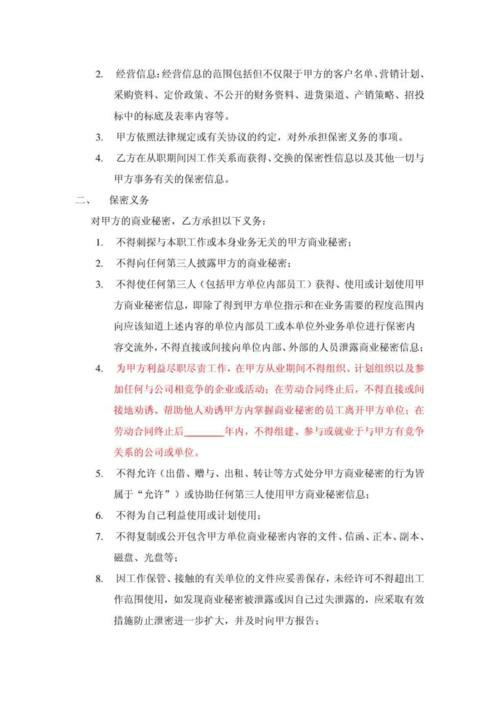 2. 经营信息：经营信息的范围包括但不仅限于甲方的客户名单、营销计划、
采购资料、定价政策、不公开的财务资料、进货渠道、产销策略、招投
标中的标底及表率内容等。
3. 甲方依照法律规定或有关协议的约定，对外承担保密义务的事项。
4. 乙方在从职期间因工作关系而获得、交换的保密性信息以及其他一切与
甲方事务有关的保密信息。
二、 保密义务
对甲方的商业秘密，乙方承担以下义务：
1. 不得刺探与本职工作或本身业务无关的甲方商业秘密；
2. 不得向任何第三人披露甲方的商业秘密；
3. 不得使任何第三人（包括甲方单位内部员工）获得、使用或计划使用甲
方商业秘密信息，即除了得到甲方单位指示和在业务需要的程度范围内
向应该知道上述内容的单位内部员工或本单位外业务单位进行保密内
容交流外，不得直接或间接向单位内部、外部的人员泄露商业秘密信息；
4. 为甲方利益尽职尽责工作，在甲方从业期间不得组织、计划组织以及参
加任何与公司相竞争的企业或活动；在劳动合同终止后，不得直接或间
接地劝诱、帮助他人劝诱甲方内掌握商业秘密的员工离开甲方单位；在
劳动合同终止后________年内，不得组建、参与或就业于与甲方有竞争
关系的公司或单位。
5. 不得允许（出借、赠与、出租、转让等方式处分甲方商业秘密的行为皆
属于“允许”）或协助任何第三人使用甲方商业秘密信息；
6. 不得为自己利益使用或计划使用；
7. 不得复制或公开包含甲方单位商业秘密内容的文件、信函、正本、副本、
磁盘、光盘等；
8. 因工作保管、接触的有关单位的文件应妥善保存，未经许可不得超出工
作范围使用，如发现商业秘密被泄露或因自己过失泄露的，应采取有效
措施防止泄密进一步扩大，并及时向甲方报告；